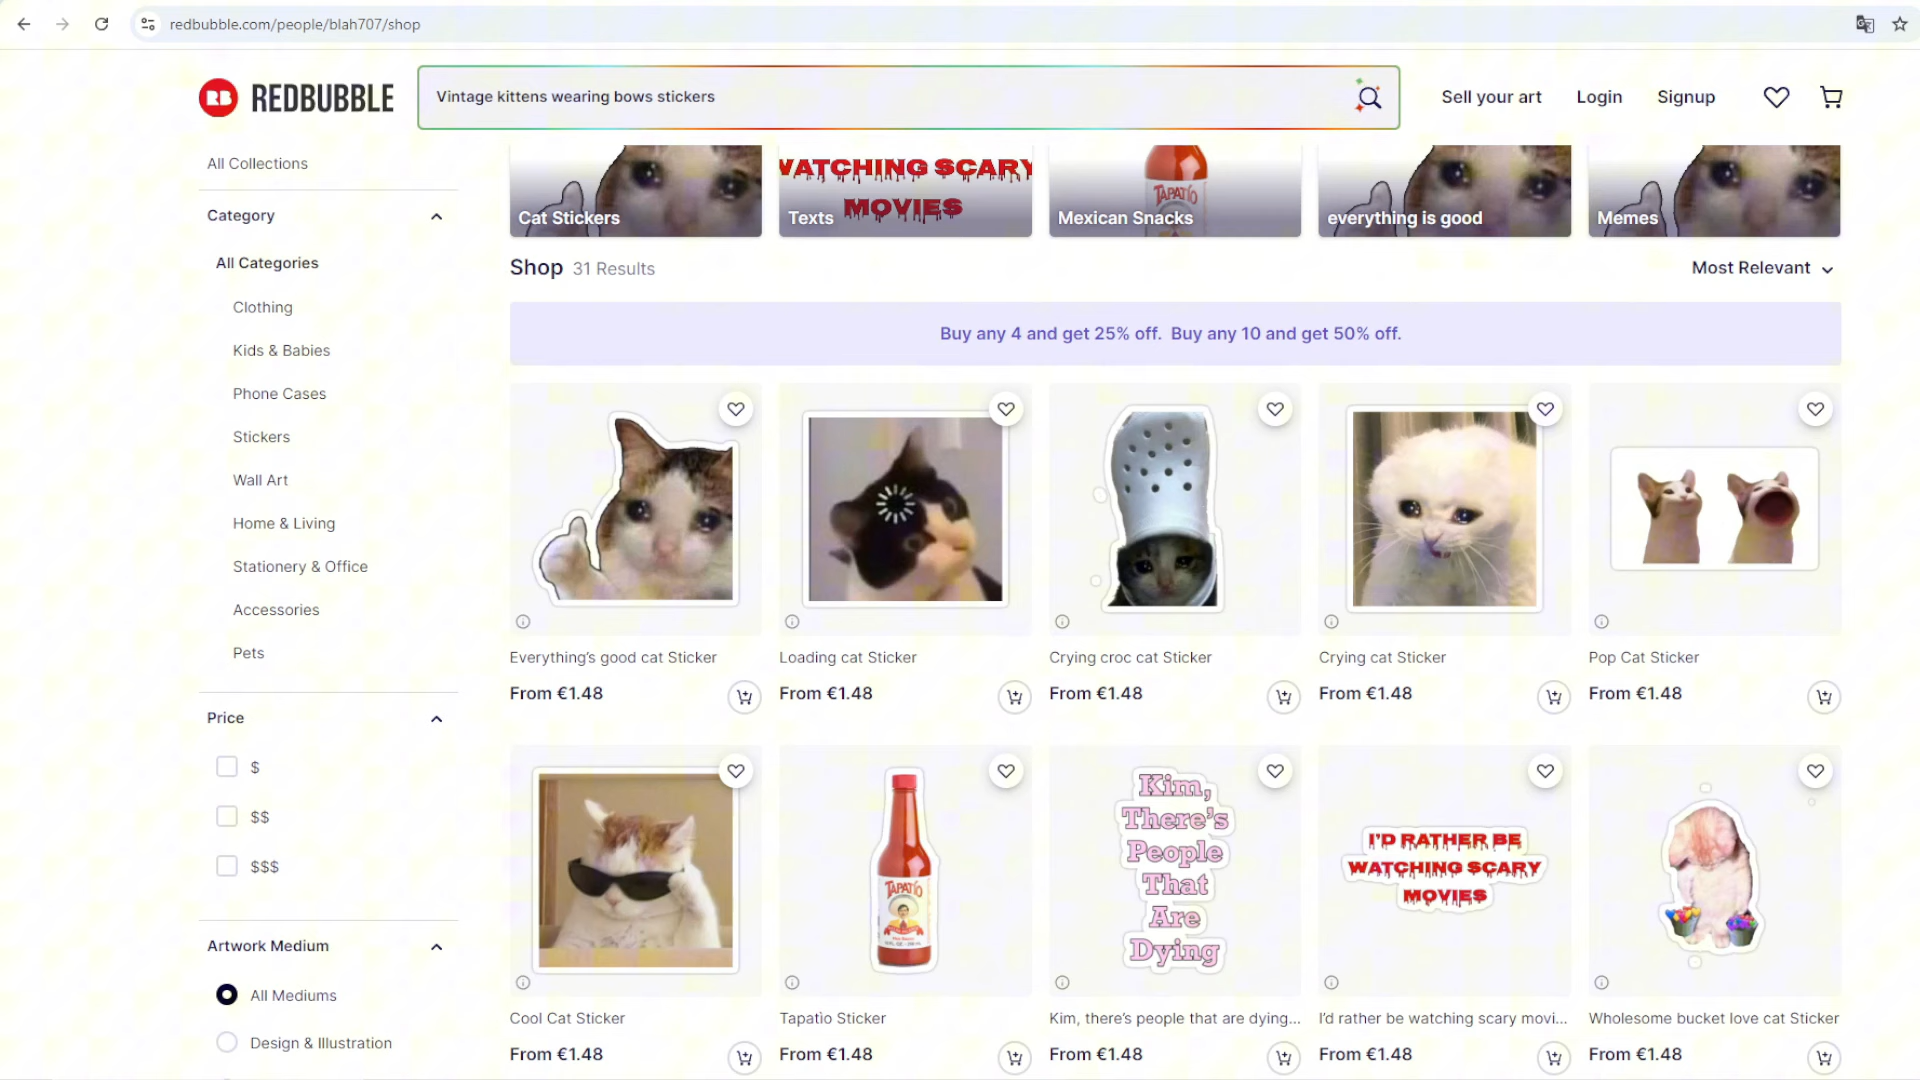 redbubble.com/people/blah707/shop
RB REDBUBBLE
Vintage kittens wearing bows stickers
Sell your art
Login
Signup
All Collections
Category
All Categories
Clothing
Kids & Babies
Phone Cases
Stickers
Wall Art
Home & Living
Stationery & Office
Accessories
Pets
Price
$
$$
$$$
Artwork Medium
All Mediums
Design & Illustration
Cat Stickers
WATCHING SCARY
MOVIES
Texts
TAPATÍO
Mexican Snacks
everything is good
Memes
Shop 31 Results
Most Relevant
Buy any 4 and get 25% off. Buy any 10 and get 50% off.
Everything's good cat Sticker
From €1.48
Loading cat Sticker
From €1.48
Crying croc cat Sticker
From €1.48
Crying cat Sticker
From €1.48
Pop Cat Sticker
From €1.48
Cool Cat Sticker
From €1.48
TAPATÍO
Tapatìo Sticker
From €1.48
Kim,
There's
People
That
Are
Dying
Kim, there's people that are dying...
From €1.48
I'D RATHER BE
WATCHING SCARY
MOVIES
I'd rather be watching scary movi...
From €1.48
Wholesome bucket love cat Sticker
From €1.48